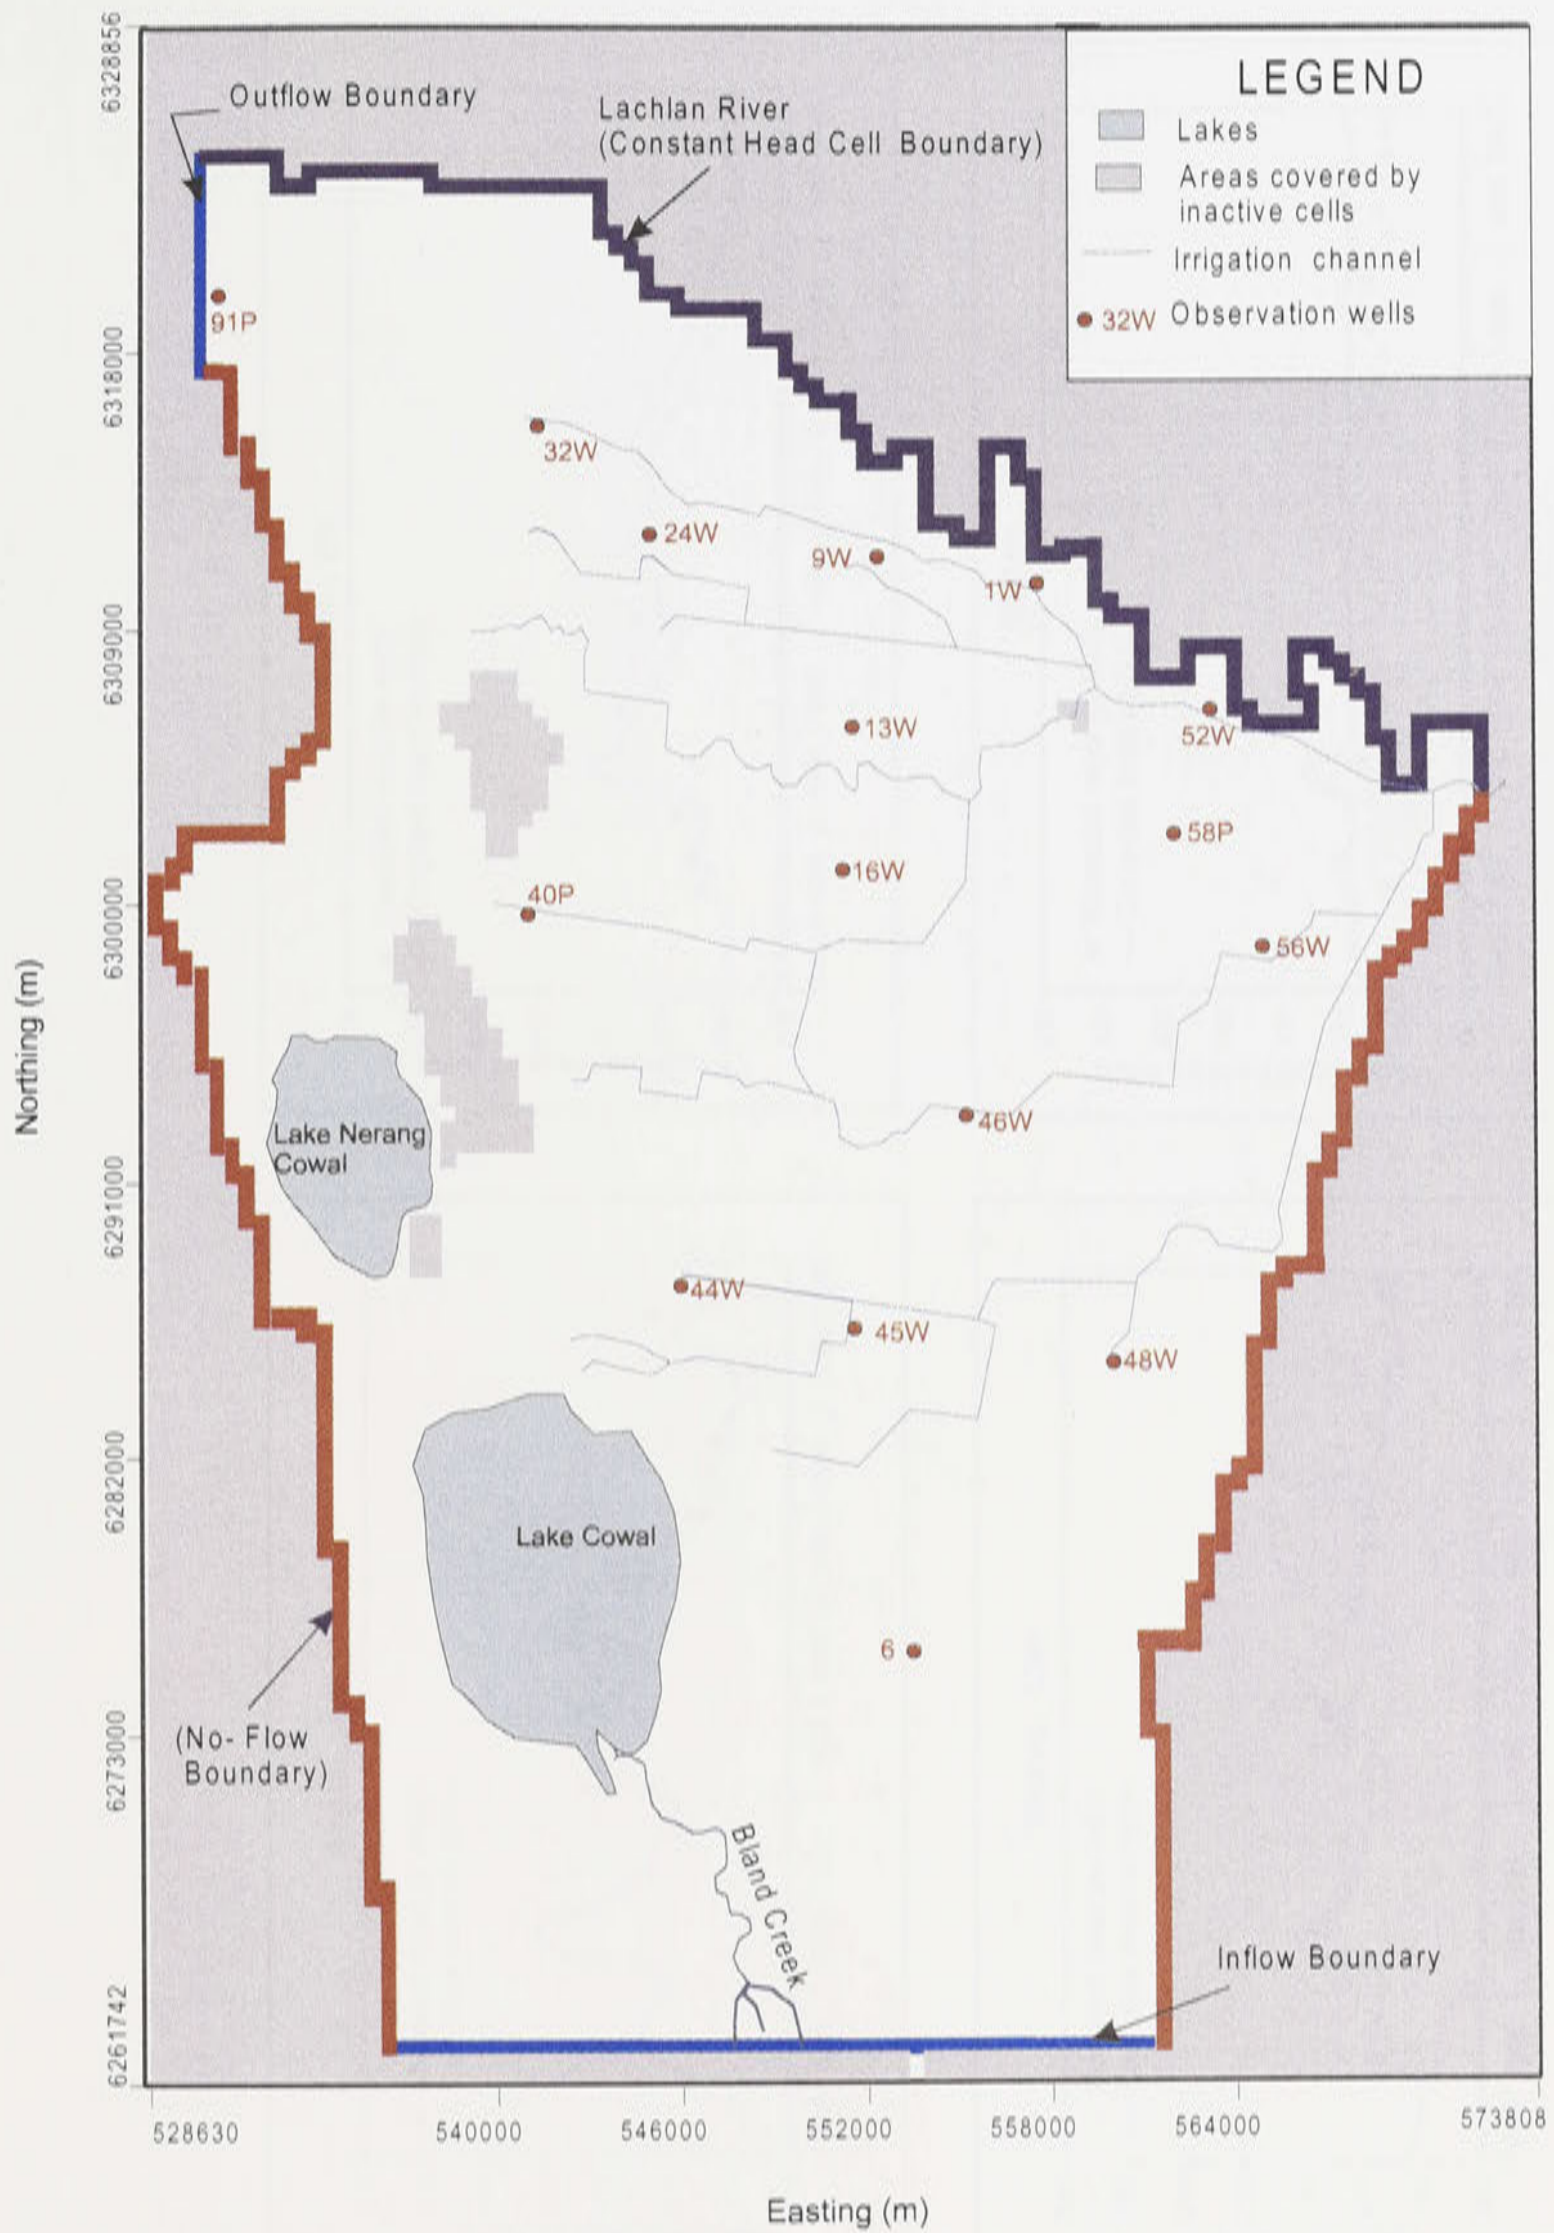 LEGEND
Lakes
Areas covered by
inactive cells
Irrigation channel
32W Observation wells
Outflow Boundary
Lachlan River
(Constant Head Cell Boundary)
91P
32W
24W
9W
1W
13W
52W
58P
16W
40P
56W
Lake Nerang
Cowal
46W
44W
45W
48W
Lake Cowal
6
(No- Flow
Boundary)
Bland Creek
Inflow Boundary
Northing (m)
6328856
6318000
6309000
6300000
6291000
6282000
6273000
6261742
528630
540000
546000
552000
558000
564000
573808
Easting (m)